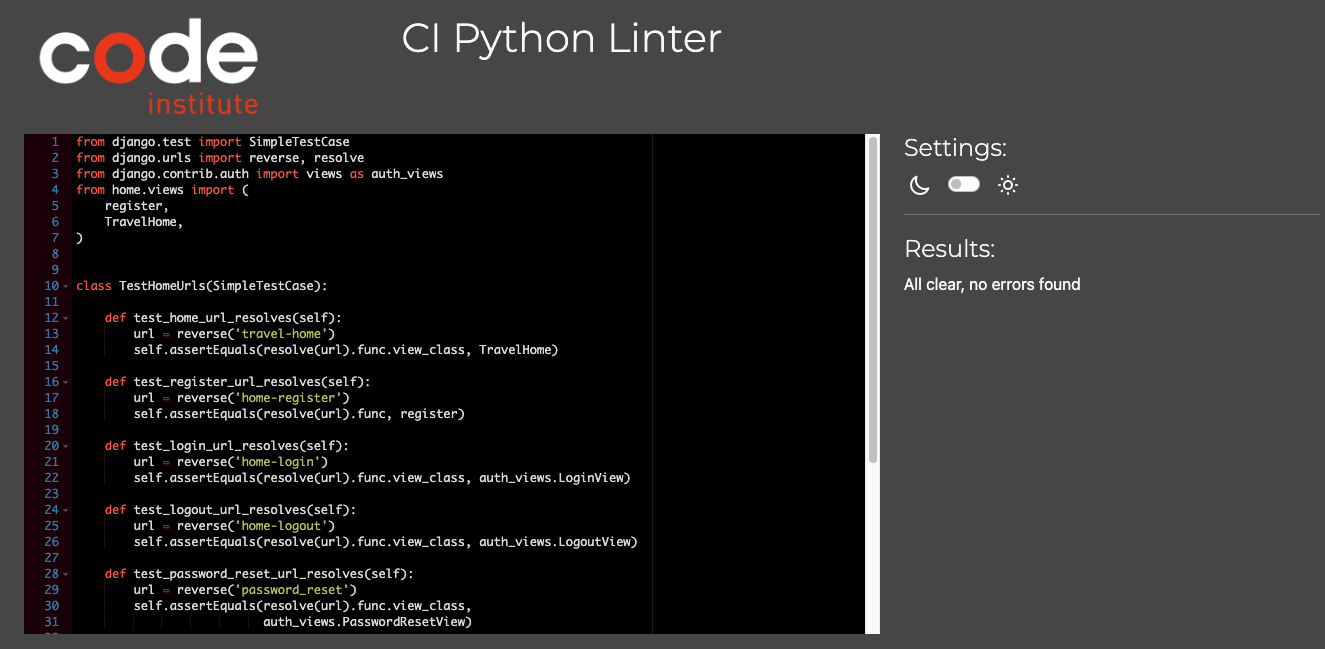 code
institute
CI Python Linter
1 from django.test import SimpleTestCase
2 from django.urls import reverse, resolve
3 from django.contrib.auth import views as auth_views
4 from home.views import (
5     register,
6     TravelHome,
7 )
8
9
10 class TestHomeUrls(SimpleTestCase):
11
12     def test_home_url_resolves(self):
13         url = reverse('travel-home')
14         self.assertEquals(resolve(url).func.view_class, TravelHome)
15
16     def test_register_url_resolves(self):
17         url = reverse('home-register')
18         self.assertEquals(resolve(url).func, register)
19
20     def test_login_url_resolves(self):
21         url = reverse('home-login')
22         self.assertEquals(resolve(url).func.view_class, auth_views.LoginView)
23
24     def test_logout_url_resolves(self):
25         url = reverse('home-logout')
26         self.assertEquals(resolve(url).func.view_class, auth_views.LogoutView)
27
28     def test_password_reset_url_resolves(self):
29         url = reverse('password_reset')
30         self.assertEquals(resolve(url).func.view_class,
31                           auth_views.PasswordResetView)
Settings:
Results:
All clear, no errors found